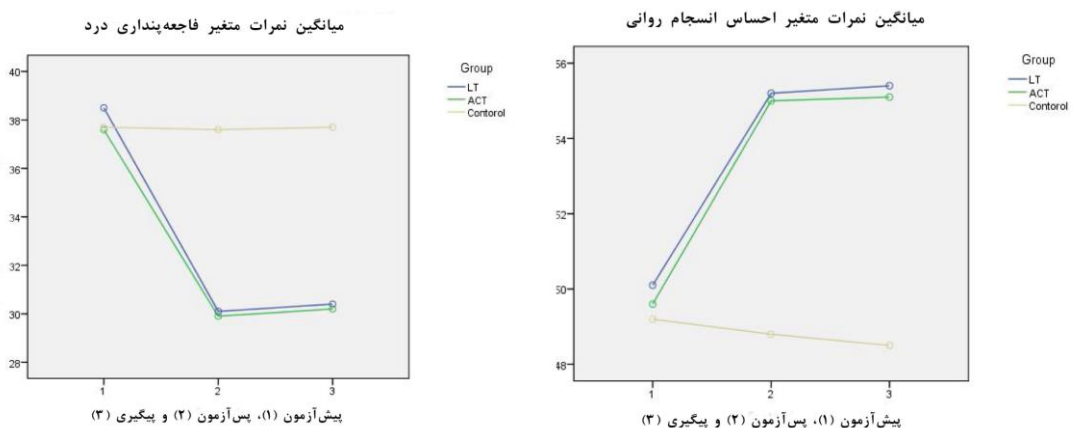 میانگین نمرات متغیر فاجعه‌پنداری درد
40
38
36
34
32
30
28
1
2
3
Group
LT
ACT
Contorol
پیش‌آزمون (۱)، پس‌آزمون (۲) و پیگیری (۳)
میانگین نمرات متغیر احساس انسجام روانی
56
54
52
50
48
1
2
3
Group
LT
ACT
Contorol
پیش‌آزمون (۱)، پس‌آزمون (۲) و پیگیری (۳)